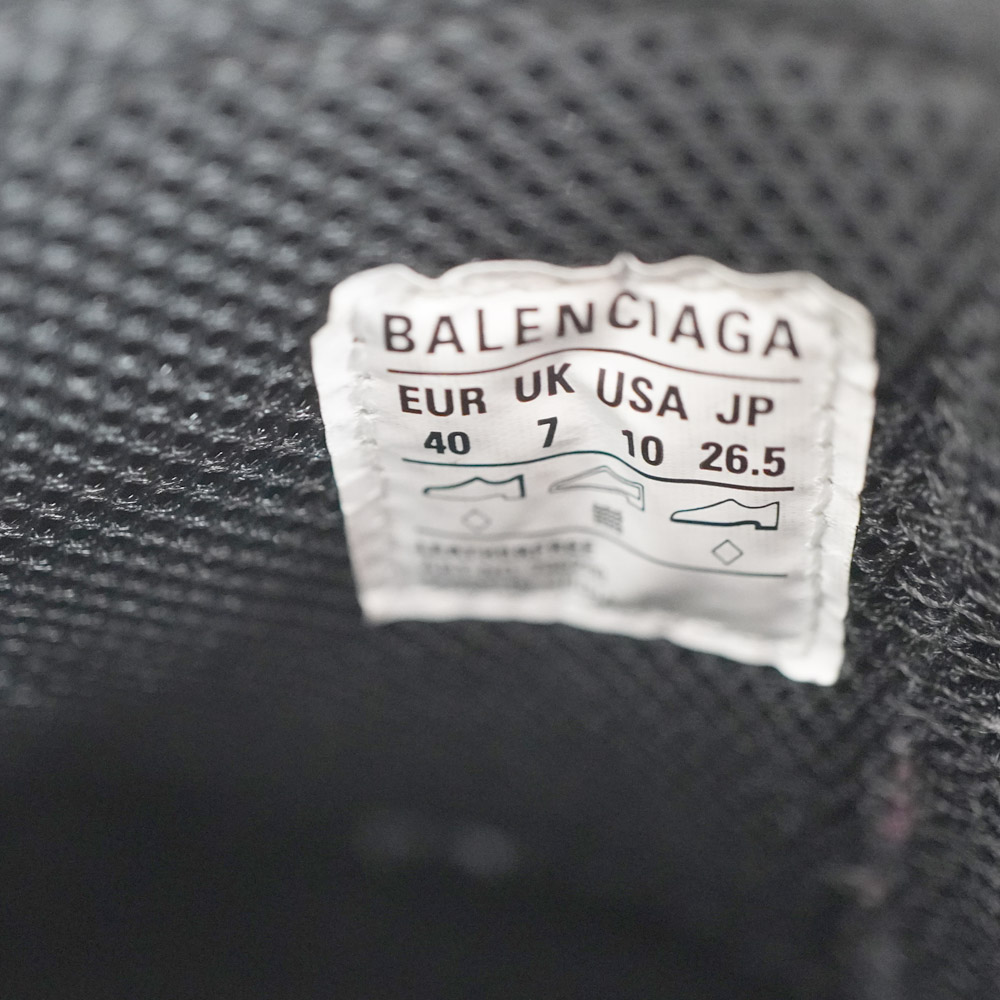 BALENCIAGA
EUR UK USA JP
40 7 10 26.5